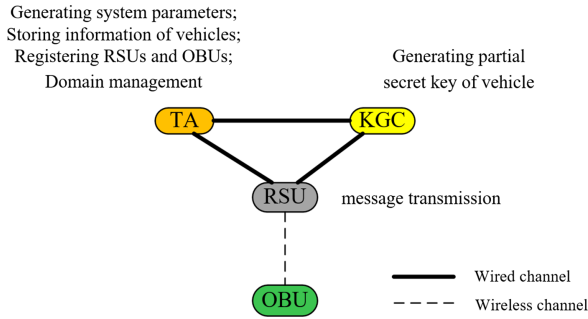 Generating system parameters;
Storing information of vehicles;
Registering RSUs and OBUs;
Domain management
Generating partial
secret key of vehicle
TA
KGC
RSU
message transmission
OBU
Wired channel
Wireless channel